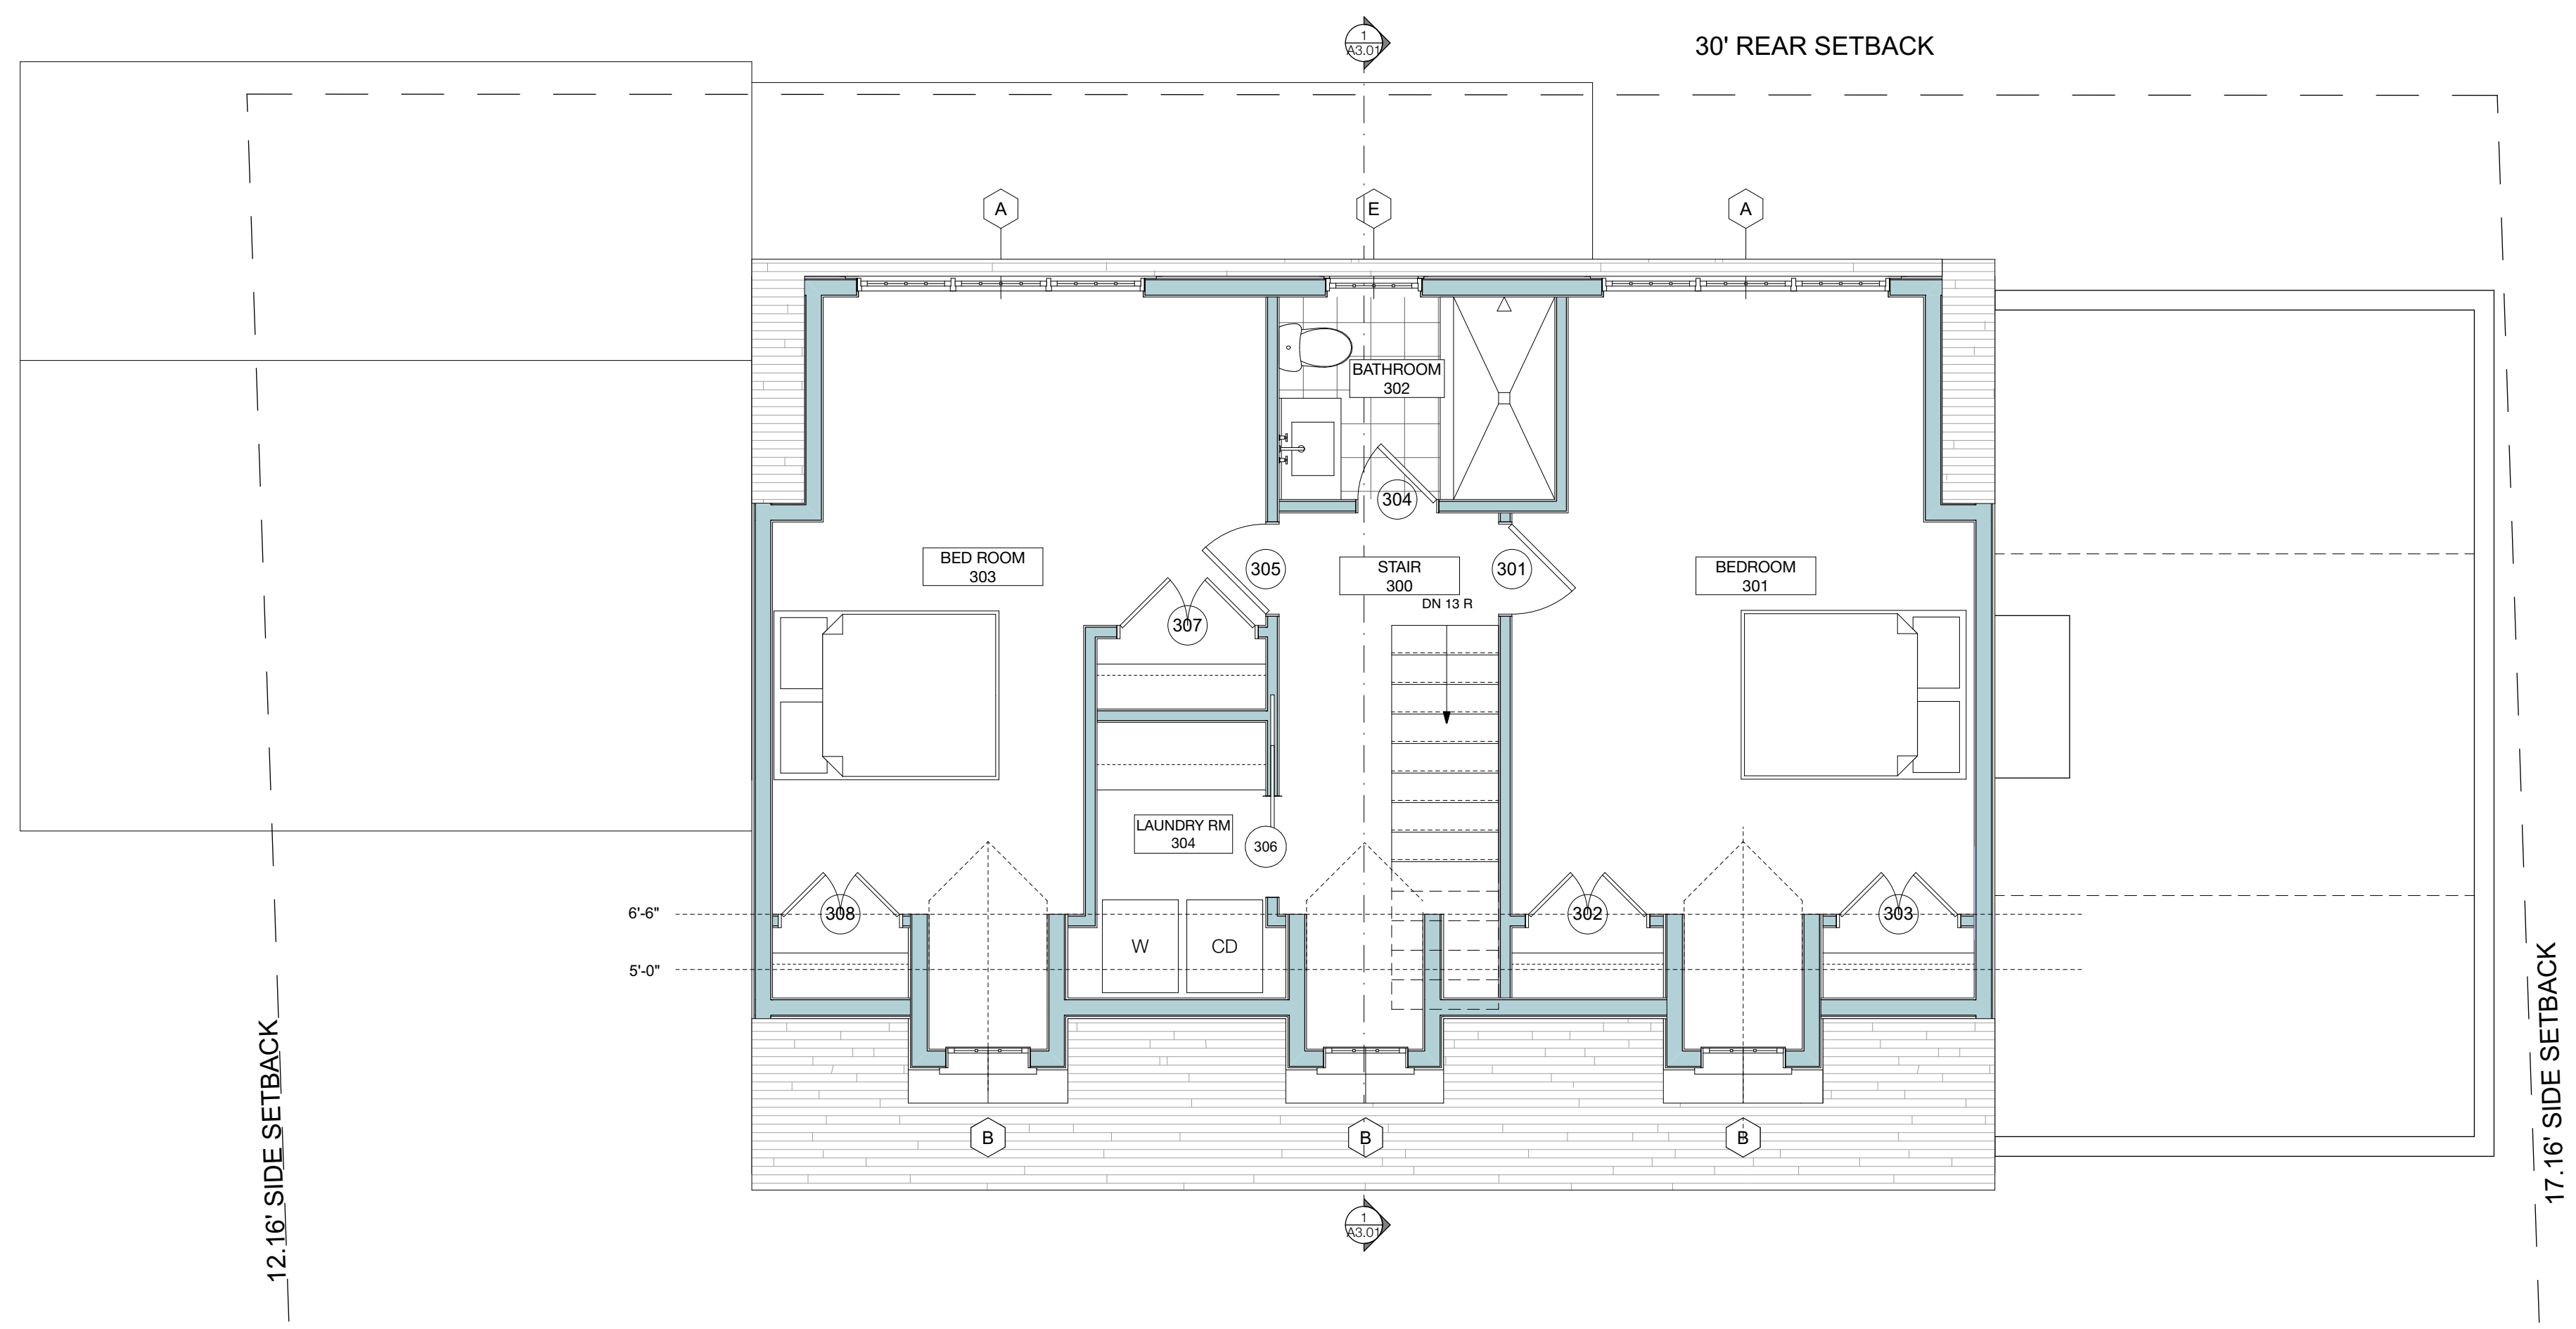 1
A3.01
30' REAR SETBACK
A
E
A
BATHROOM
302
304
BED ROOM
303
305
STAIR
300
301
BEDROOM
301
DN 13 R
307
LAUNDRY RM
304
306
6'-6"
308
302
303
5'-0"
W
CD
12.16' SIDE SETBACK
17.16' SIDE SETBACK
B
B
B
1
A3.01